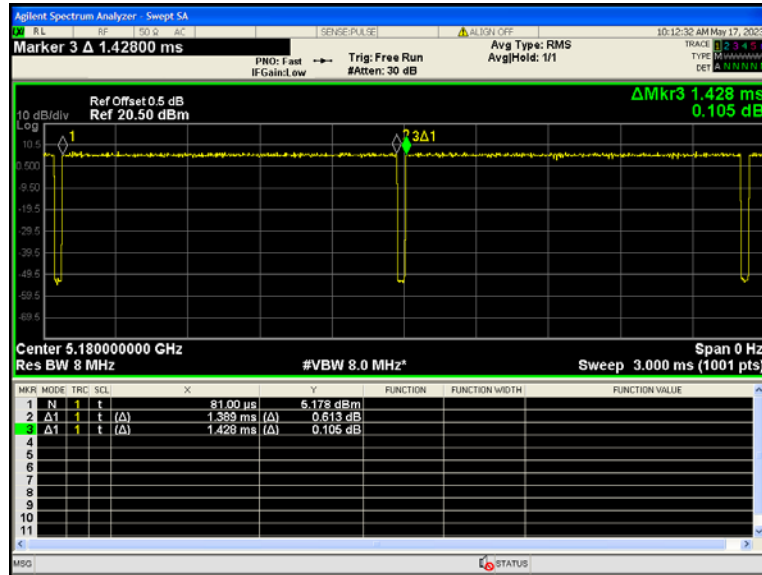 Agilent Spectrum Analyzer - Swept SA
RL RF 50 Ω AC SENSE:PULSE ALIGN OFF 10:12:32 AM May 17, 2023
Marker 3 Δ 1.42800 ms
PNO: Fast Trig: Free Run Avg Type: RMS TRACE 1 2 3 4 5
IFGain:Low #Atten: 30 dB Avg|Hold: 1/1 TYPE M
DET A N N N N
ΔMkr3 1.428 ms
0.105 dB
Ref Offset 0.5 dB
10 dB/div Ref 20.50 dBm
Log
1 2 3Δ1
10.5
0.500
-9.50
-19.5
-29.5
-39.5
-49.5
-59.5
-69.5
Center 5.180000000 GHz Span 0 Hz
Res BW 8 MHz #VBW 8.0 MHz* Sweep 3.000 ms (1001 pts)
MKR MODE TRC SCL X Y FUNCTION FUNCTION WIDTH FUNCTION VALUE
1 N 1 t 81.00 µs 5.178 dBm
2 Δ1 1 t (Δ) 1.389 ms (Δ) 0.613 dB
3 Δ1 1 t (Δ) 1.428 ms (Δ) 0.105 dB
4
5
6
7
8
9
10
11
MSG STATUS